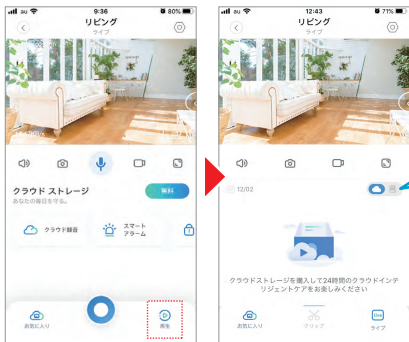 au
9:36
80%
リビング
ライブ
クラウド ストレージ
あなたの毎日を守る。
無料
クラウド録音
スマート
アラーム
お気に入り
再生
au
12:43
71%
リビング
ライブ
12/02
クラウドストレージを購入して24時間のクラウドインテ
リジェントケアをお楽しみください
お気に入り
クリップ
Live
ライブ